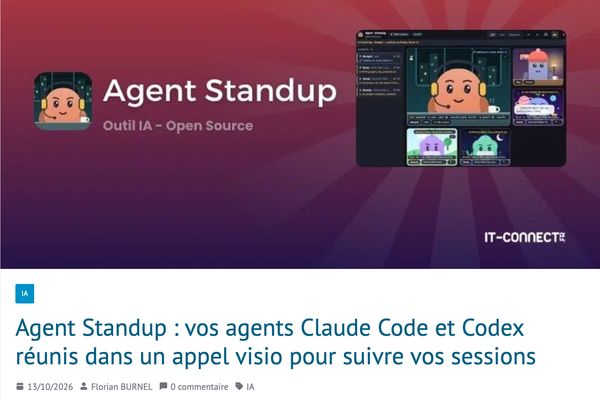 Agent Standup
Outil IA - Open Source
IT-CONNECT.FR
IA
Agent Standup : vos agents Claude Code et Codex
réunis dans un appel visio pour suivre vos sessions
13/10/2026 Florian BURNEL 0 commentaire IA